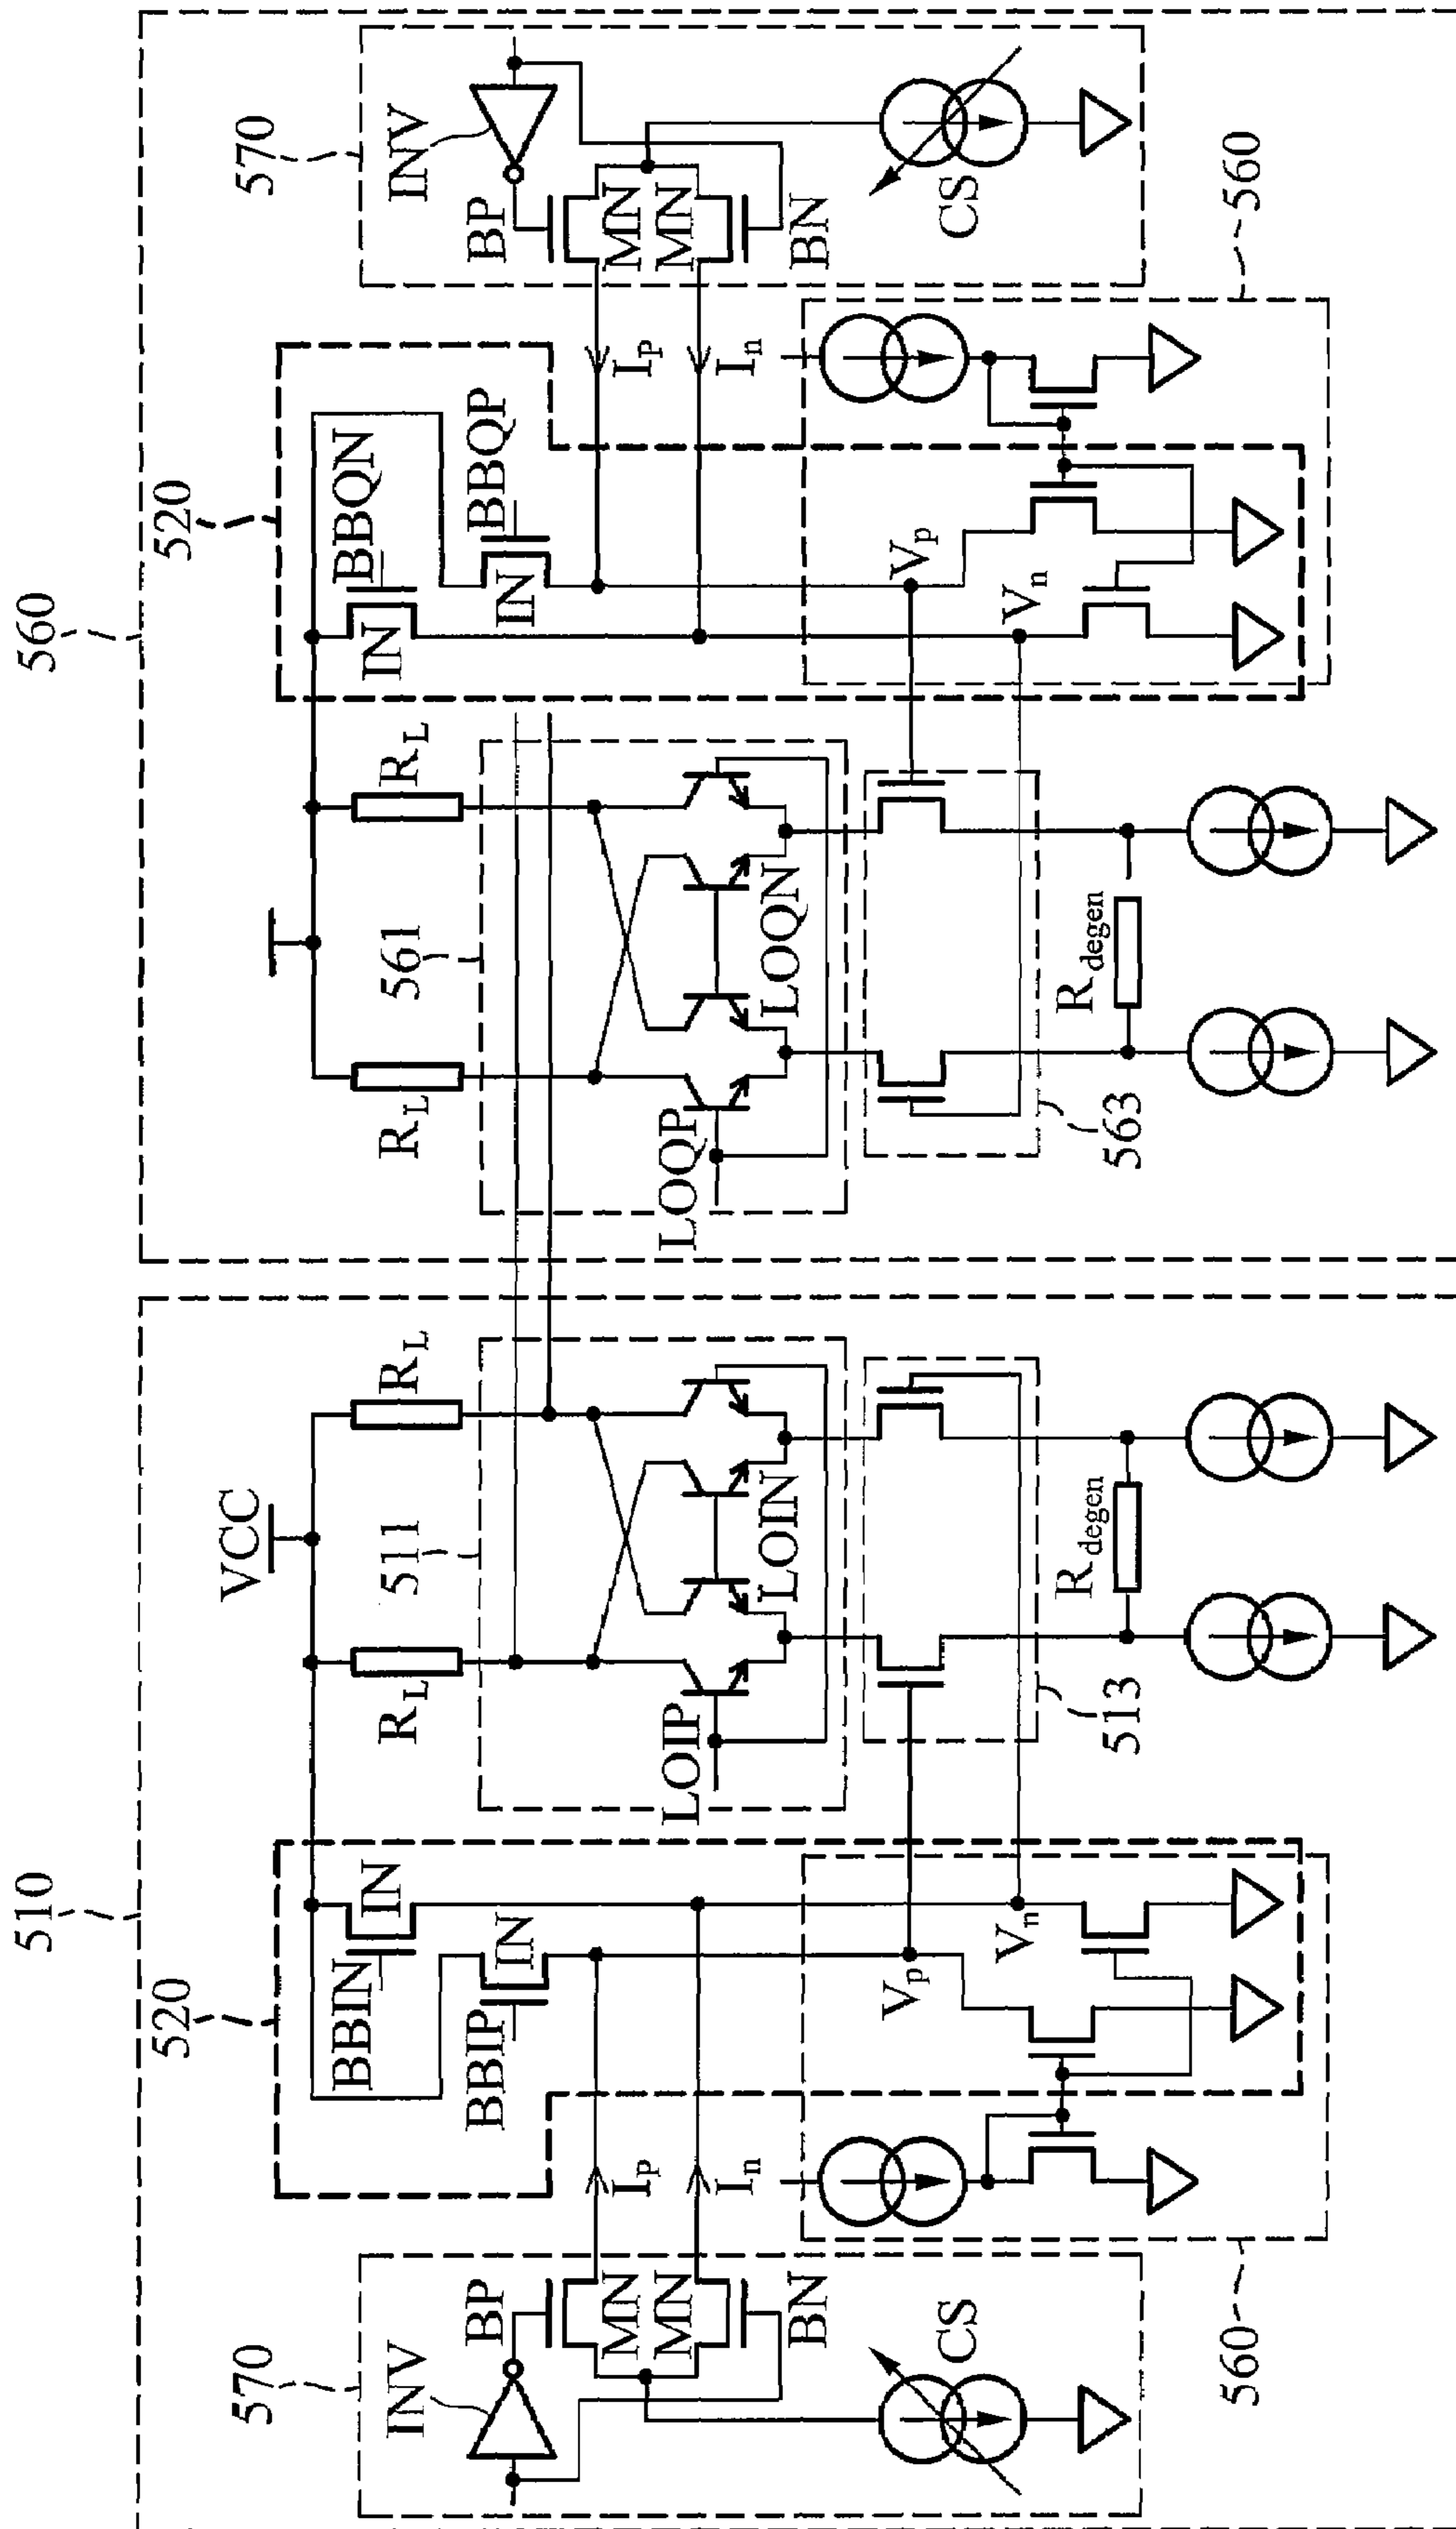 510
560
520
520
570
INV
BP
MN
MN
BN
CS
560
BBIN
IN
BBIP
IN
Ip
In
Vp
Vn
VCC
RL
RL
511
LOIP
LOIN
513
Rdegen
RL
RL
561
LOQP
LOQN
563
Rdegen
BBQN
IN
BBQP
IN
Ip
In
Vp
Vn
570
INV
BP
MN
MN
BN
CS
560